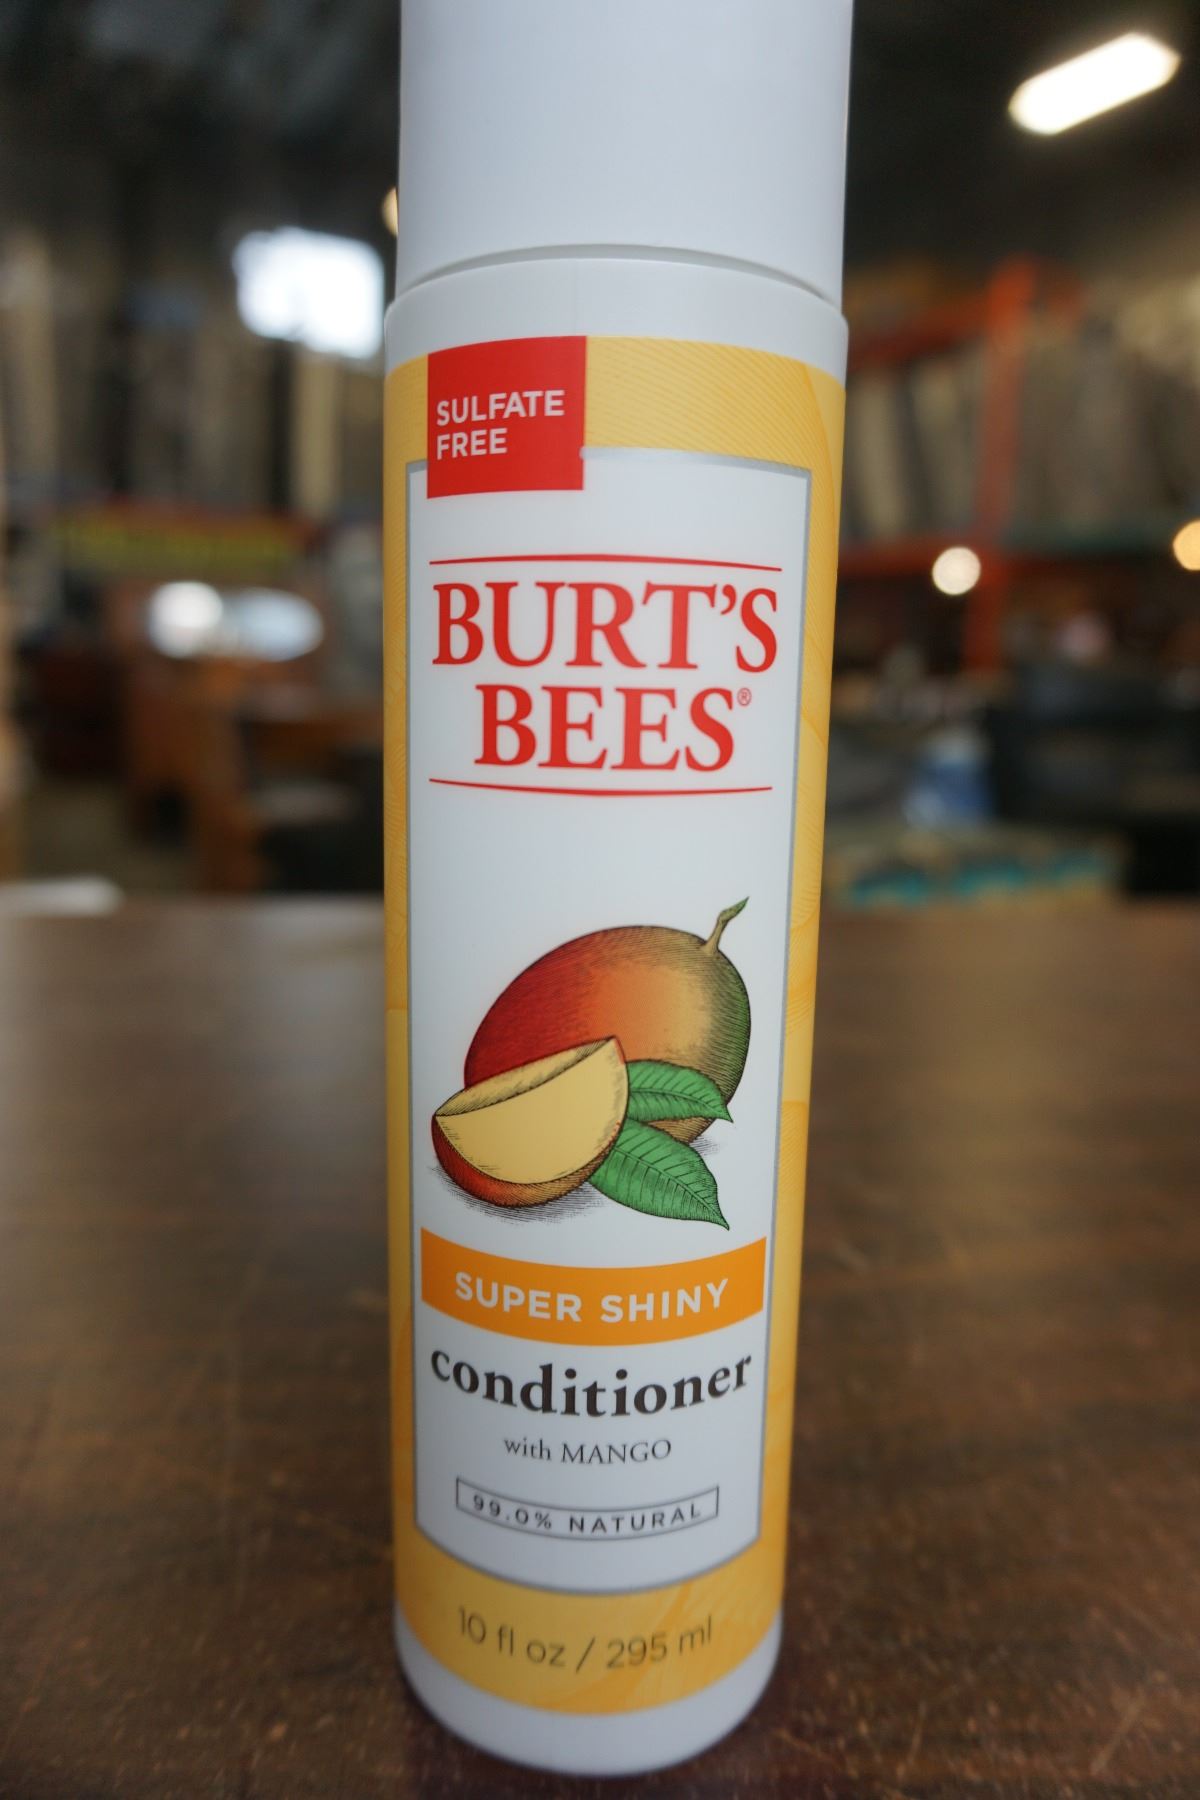 SULFATE
FREE
BURT'S
BEES®
SUPER SHINY
conditioner
with MANGO
99.0% NATURAL
10 fl oz / 295 ml